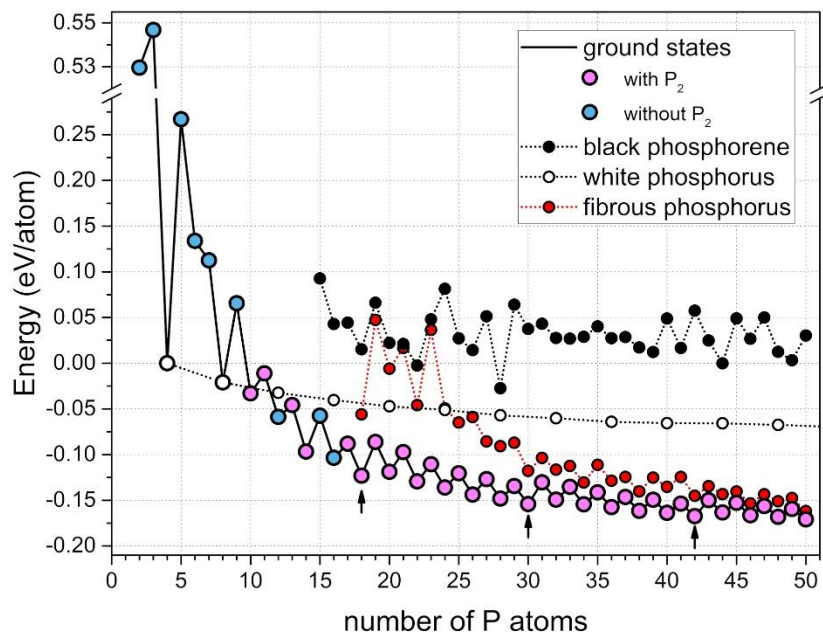 0.55
0.53
0.25
0.20
0.15
0.10
0.05
0.00
-0.05
-0.10
-0.15
-0.20
Energy (eV/atom)
ground states
with P₂
without P₂
black phosphorene
white phosphorus
fibrous phosphorus
0 5 10 15 20 25 30 35 40 45 50
number of P atoms